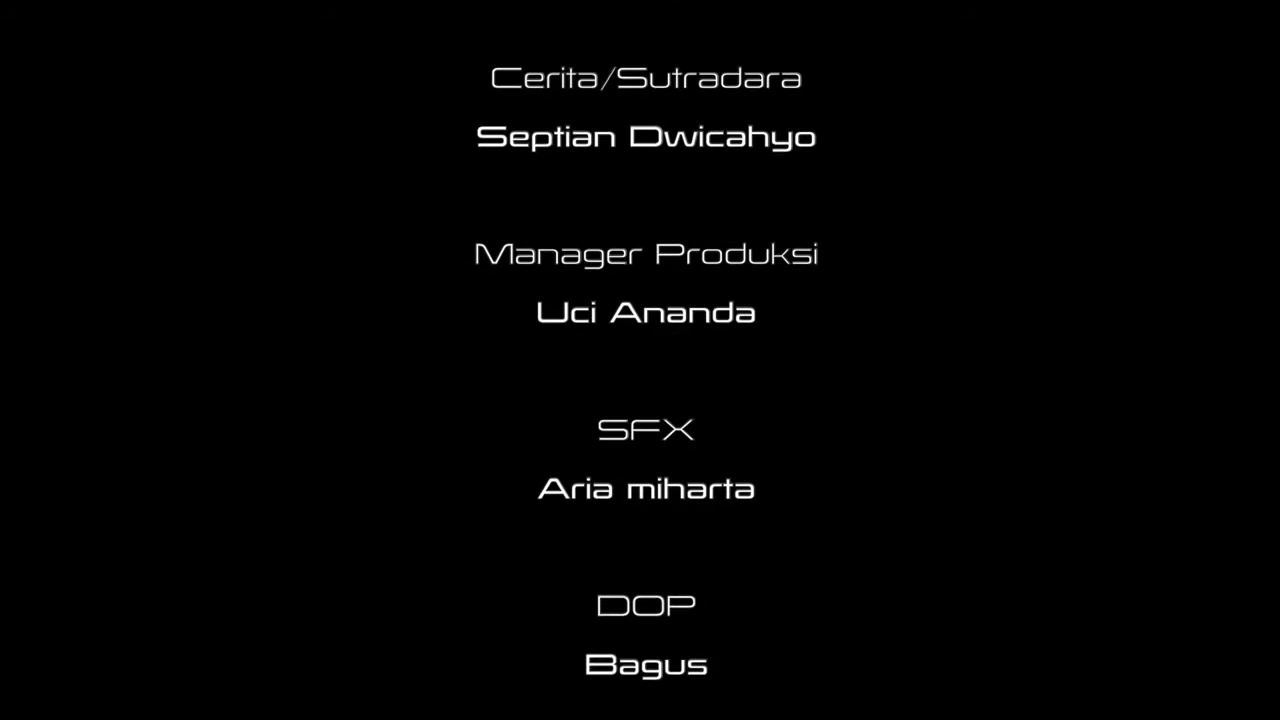 Cerita/Sutradara
Septian Dwicahyo
Manager Produksi
Uci Ananda
SFX
Aria miharta
DOP
Bagus